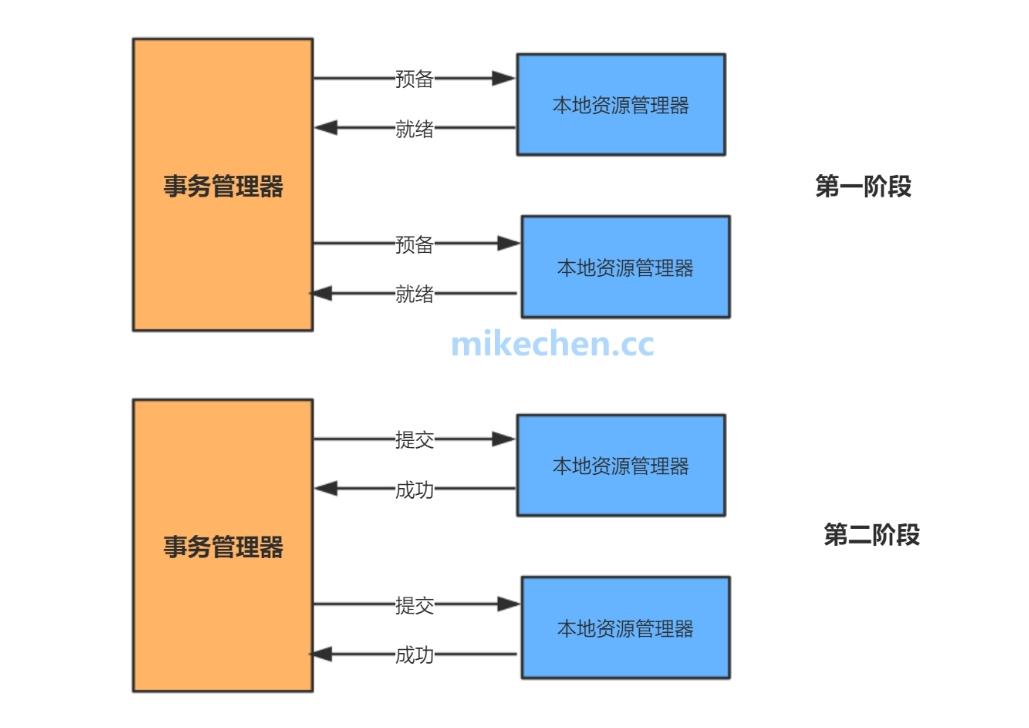 预备
本地资源管理器
就绪
事务管理器
第一阶段
预备
本地资源管理器
就绪
mikechen.cc
提交
本地资源管理器
成功
第二阶段
事务管理器
提交
本地资源管理器
成功